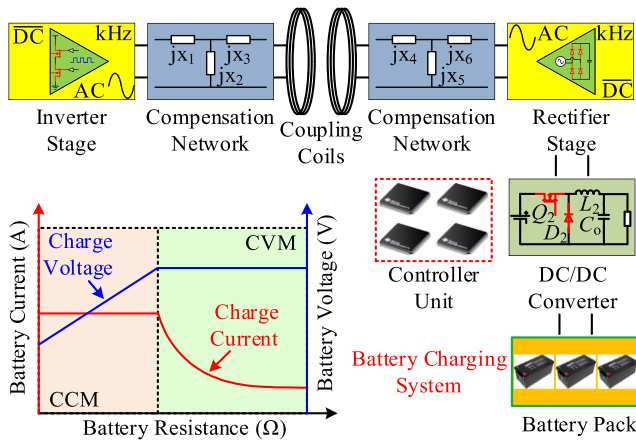 DC
kHz
AC
jx1
jx3
jx2
jx4
jx6
jx5
kHz
AC
DC
Inverter
Stage
Compensation
Network
Coupling
Coils
Compensation
Network
Rectifier
Stage
Q2
D2
L2
Co
Controller
Unit
DC/DC
Converter
Battery Current (A)
Charge
Voltage
CVM
Charge
Current
CCM
Battery Voltage (V)
Battery Resistance (Ω)
Battery Charging
System
Battery Pack